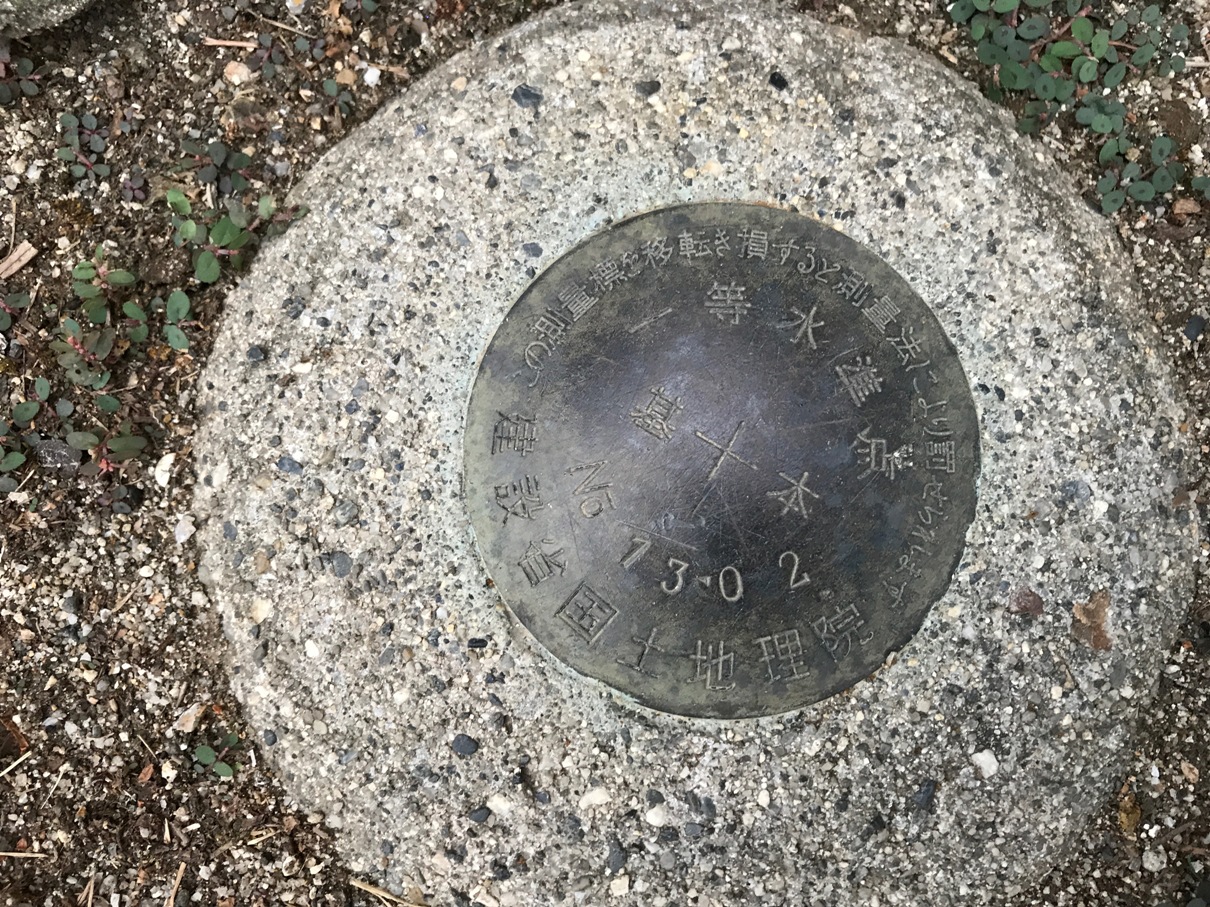 この測量標を移転き損すると測量法により罰せられます
一等水準点
基本
No
13·02.
建設省国土地理院